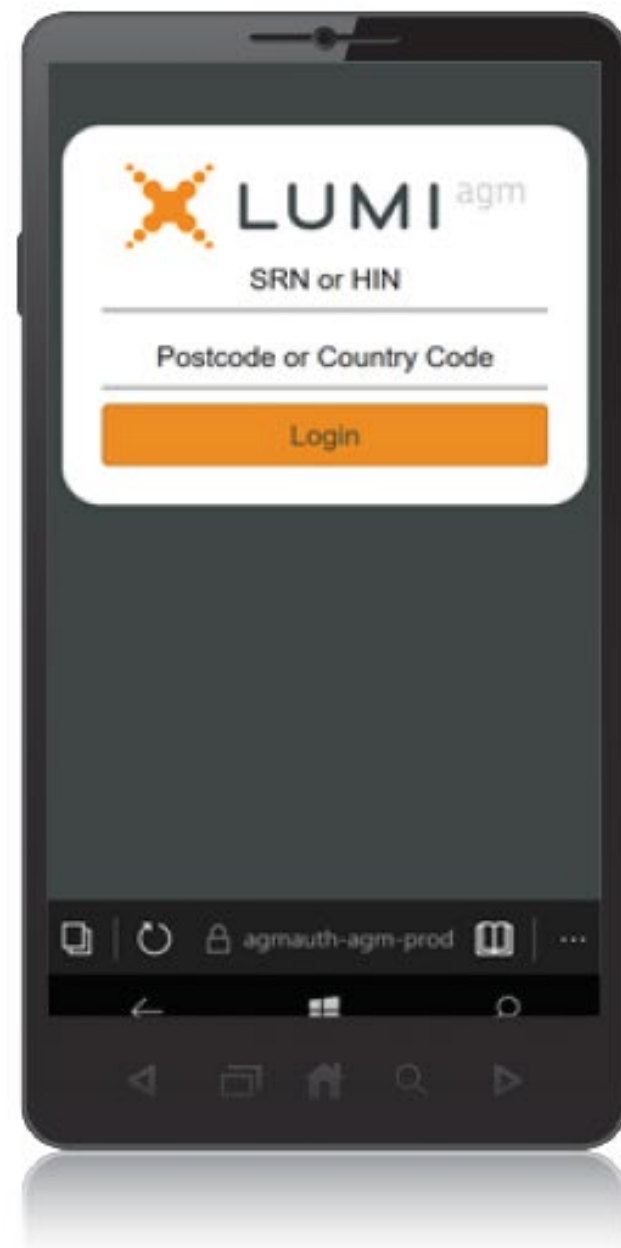 LUMI agm
SRN or HIN
Postcode or Country Code
Login
agmauth-agm-prod